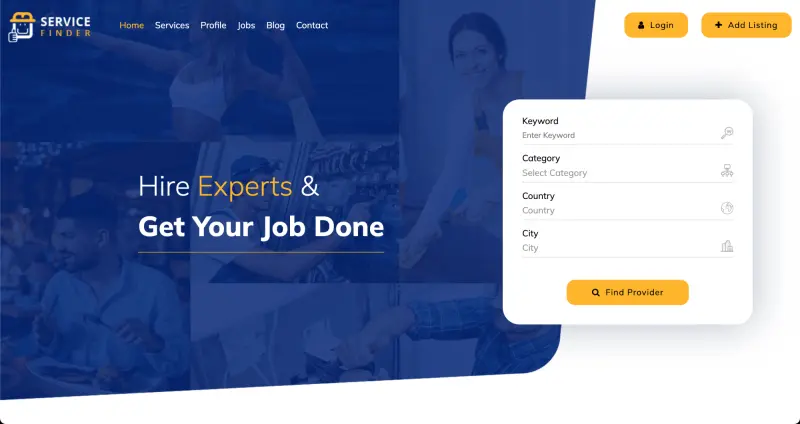 SERVICE
FINDER
Home Services Profile Jobs Blog Contact
Login
Add Listing
Hire Experts &
Get Your Job Done
Keyword
Enter Keyword
Category
Select Category
Country
Country
City
City
Find Provider